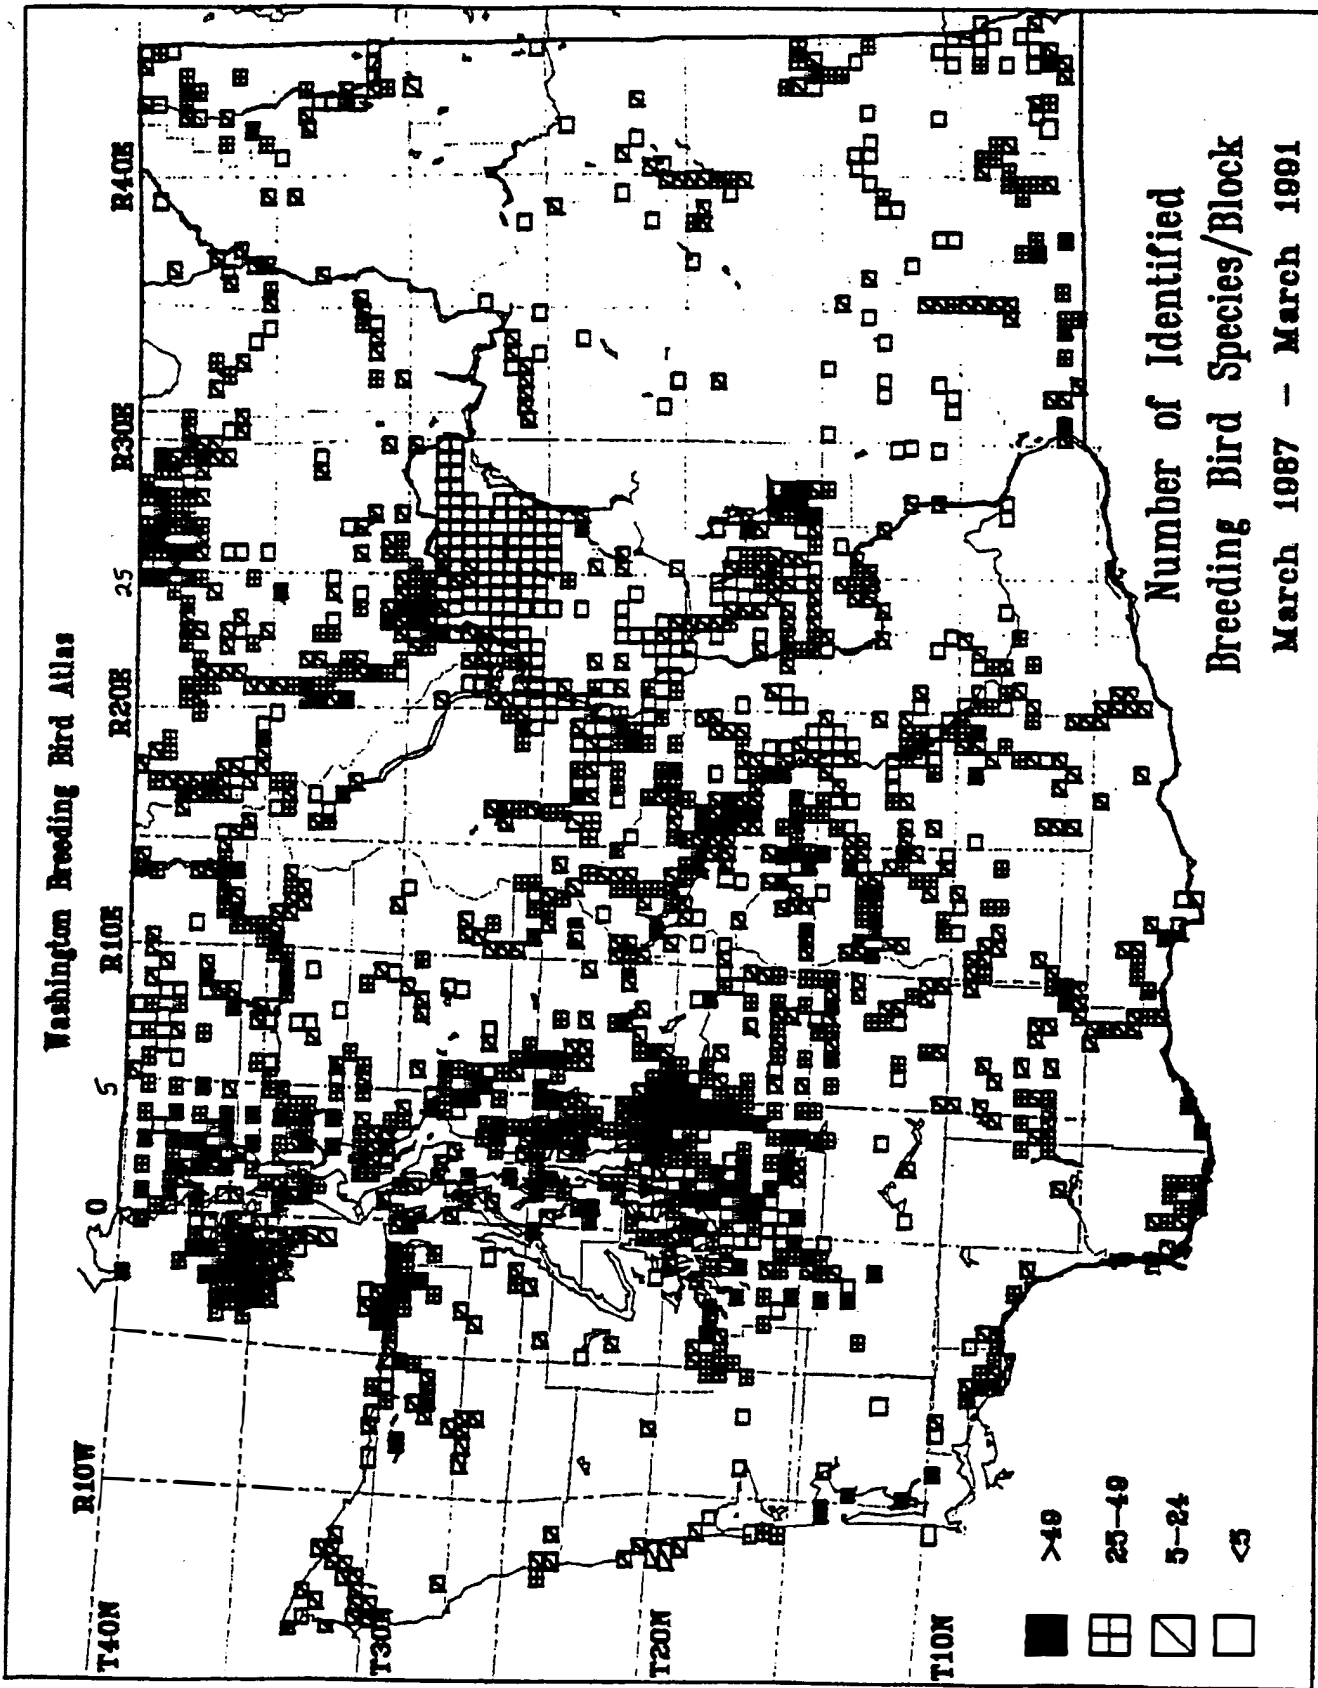 Washington Breeding Bird Atlas
R10W
0
5
R10E
R20E
25
R30E
R40E
T40N
T30N
T20N
T10N
>49
25-49
5-24
<5
Number of Identified
Breeding Bird Species/Block
March 1987 - March 1991